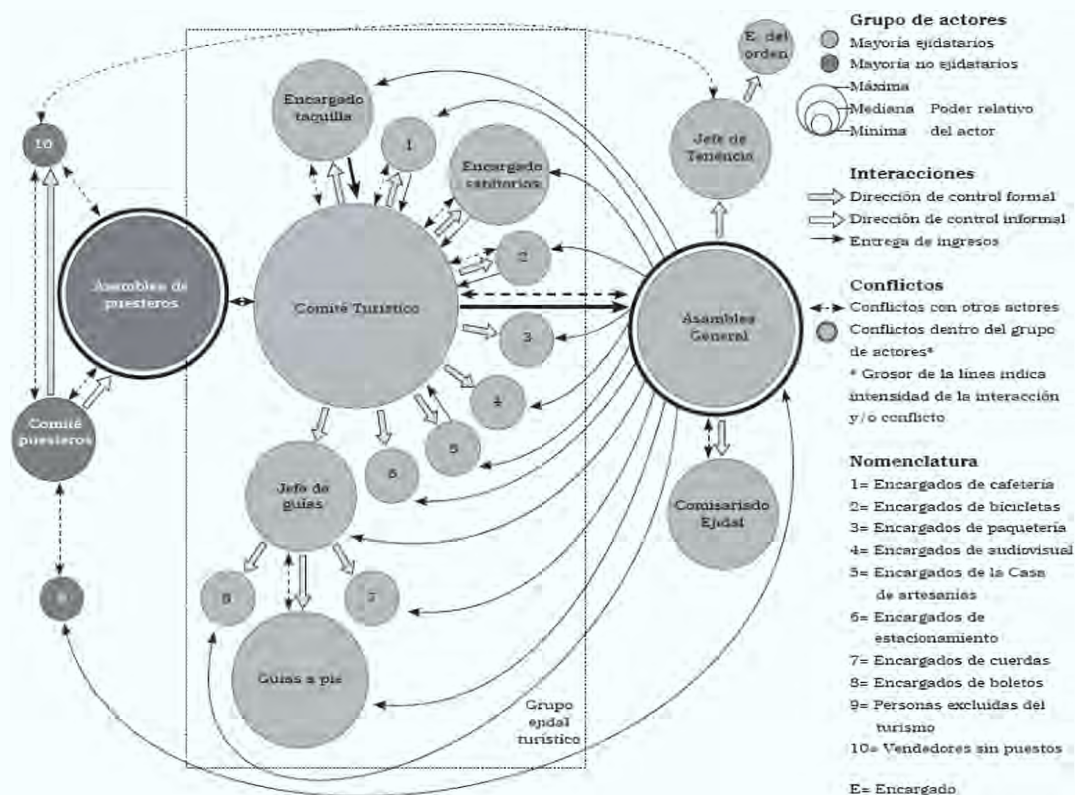 E. del
orden
Encargado
taquilla
1
Jefe de
Tenencia
10
Encargado
sanitarios
2
Asamblea de
puesteros
Comité Turístico
3
Asamblea
General
4
Comité
puesteros
5
6
Jefe de
guías
Comisariado
Ejidal
8
7
Guías a pie
Grupo
ejidal
turístico
Grupo de actores
Mayoría ejidatarios
Mayoría no ejidatarios
Máxima
Mediana Poder relativo
Mínima del actor
Interacciones
Dirección de control formal
Dirección de control informal
Entrega de ingresos
Conflictos
Conflictos con otros actores
Conflictos dentro del grupo
de actores*
* Grosor de la línea indica
intensidad de la interacción
y/o conflicto
Nomenclatura
1= Encargados de cafetería
2= Encargados de bicicletas
3= Encargados de paquetería
4= Encargados de audiovisual
5= Encargados de la Casa
de artesanías
6= Encargados de
estacionamiento
7= Encargados de cuerdas
8= Encargados de boletos
9= Personas excluidas del
turismo
10= Vendedores sin puestos
E= Encargado